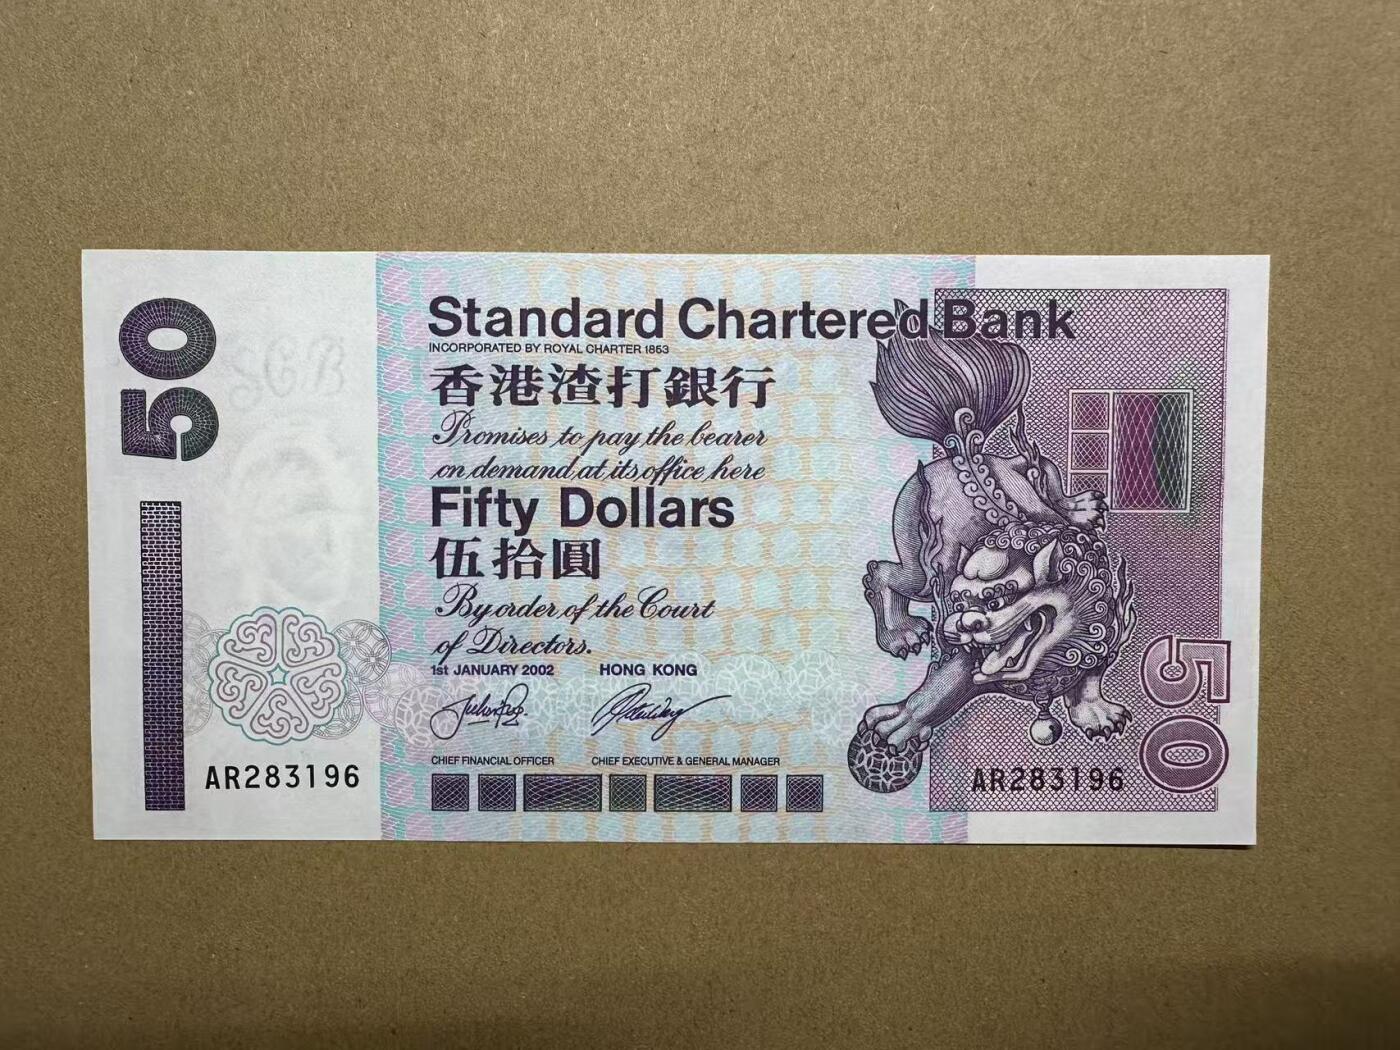 50
SCB
Standard Chartered Bank
INCORPORATED BY ROYAL CHARTER 1853
香港渣打銀行
Promises to pay the bearer
on demand at its office here
Fifty Dollars
伍拾圓
By order of the Court
of Directors.
1st JANUARY 2002 HONG KONG
CHIEF FINANCIAL OFFICER CHIEF EXECUTIVE & GENERAL MANAGER
AR283196
AR283196
50